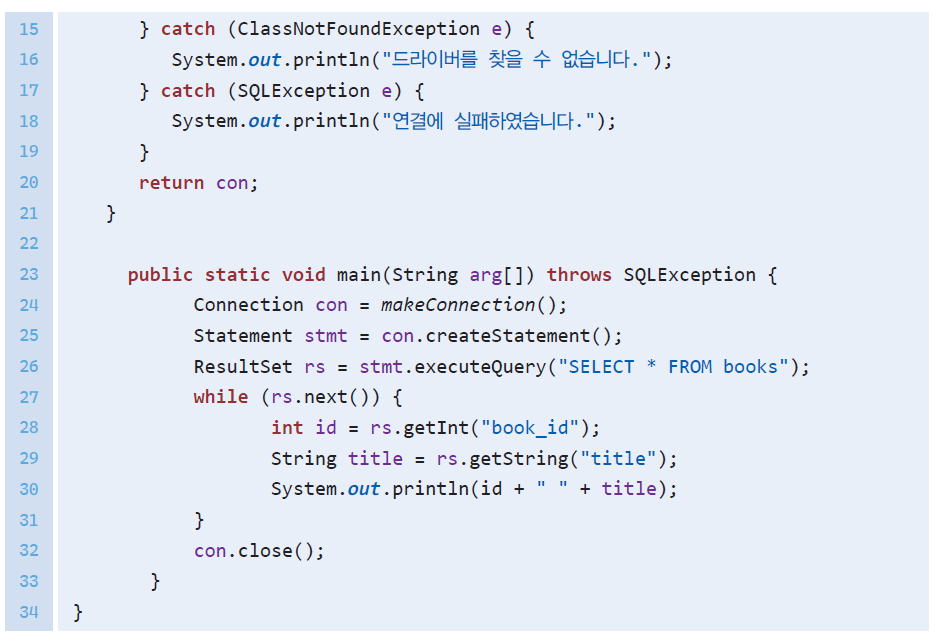 15 } catch (ClassNotFoundException e) {
16 System.out.println("드라이버를 찾을 수 없습니다.");
17 } catch (SQLException e) {
18 System.out.println("연결에 실패하였습니다.");
19 }
20 return con;
21 }
22
23 public static void main(String arg[]) throws SQLException {
24 Connection con = makeConnection();
25 Statement stmt = con.createStatement();
26 ResultSet rs = stmt.executeQuery("SELECT * FROM books");
27 while (rs.next()) {
28 int id = rs.getInt("book_id");
29 String title = rs.getString("title");
30 System.out.println(id + " " + title);
31 }
32 con.close();
33 }
34 }